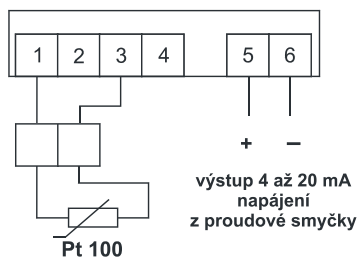 1 2 3 4 5 6
+ −
výstup 4 až 20 mA
napájení
z proudové smyčky
Pt 100